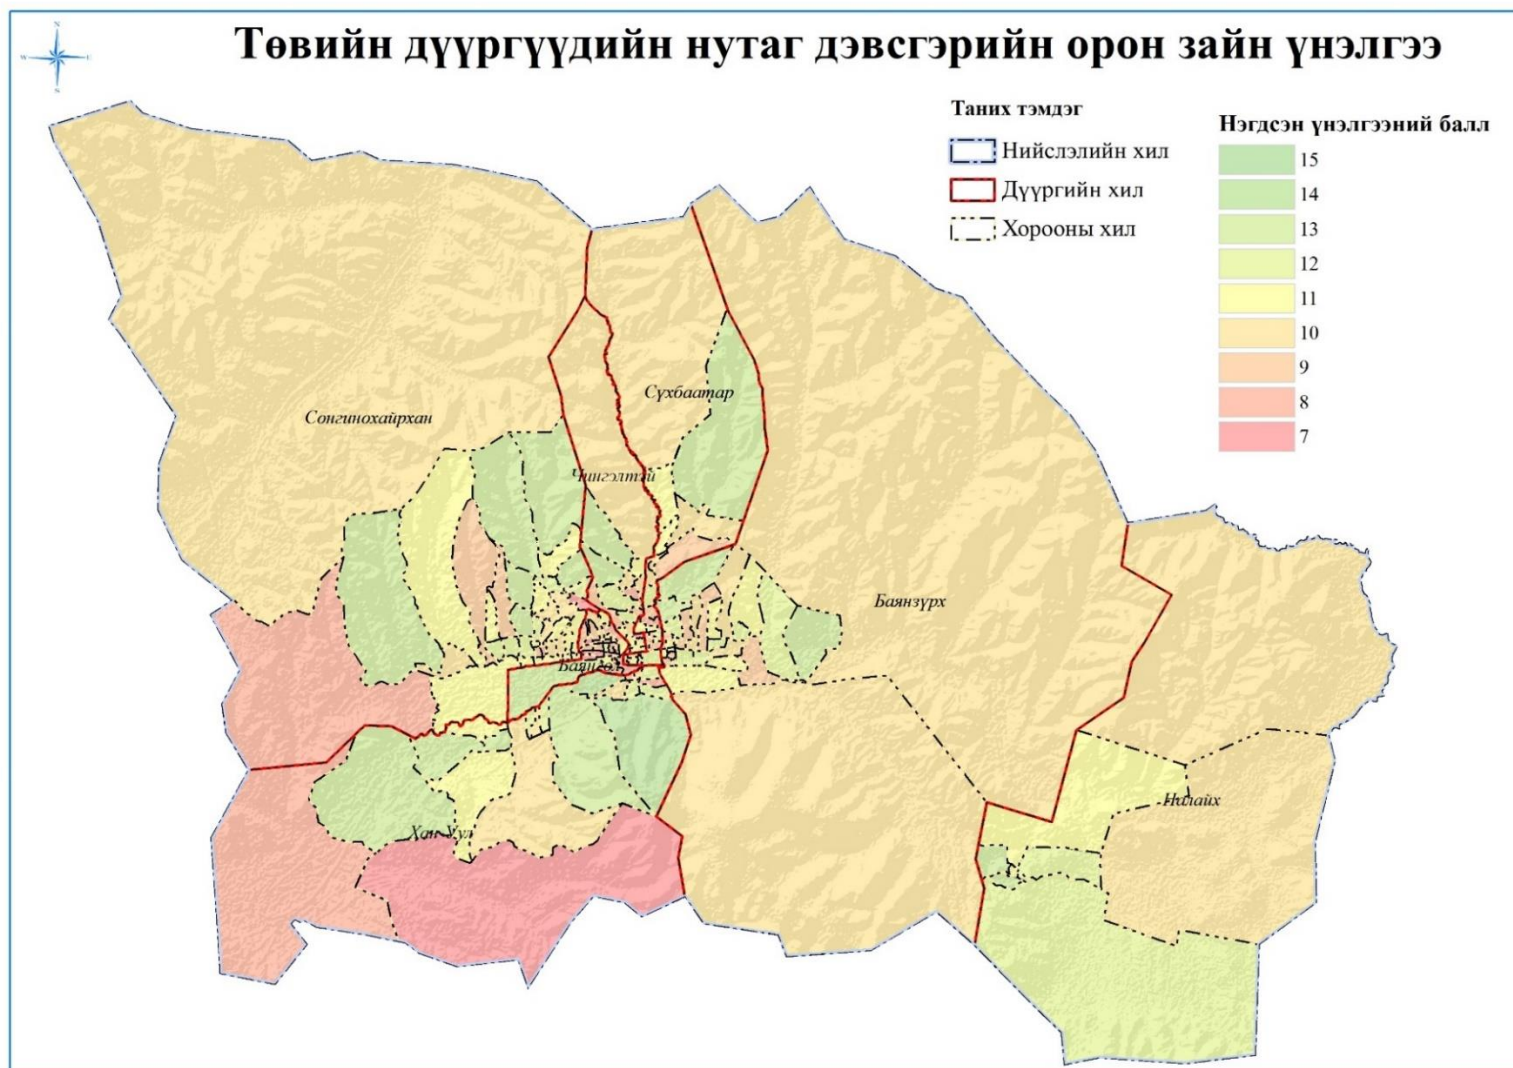 Төвийн дүүргүүдийн нутаг дэвсгэрийн орон зайн үнэлгээ
N
W
E
S
Таних тэмдэг
Нийслэлийн хил
Дүүргийн хил
Хорооны хил
Нэгдсэн үнэлгээний балл
15
14
13
12
11
10
9
8
7
Сүхбаатар
Сонгинохайрхан
Чингэлтэй
Баянзүрх
Баянгол
Налайх
Хан-Уул